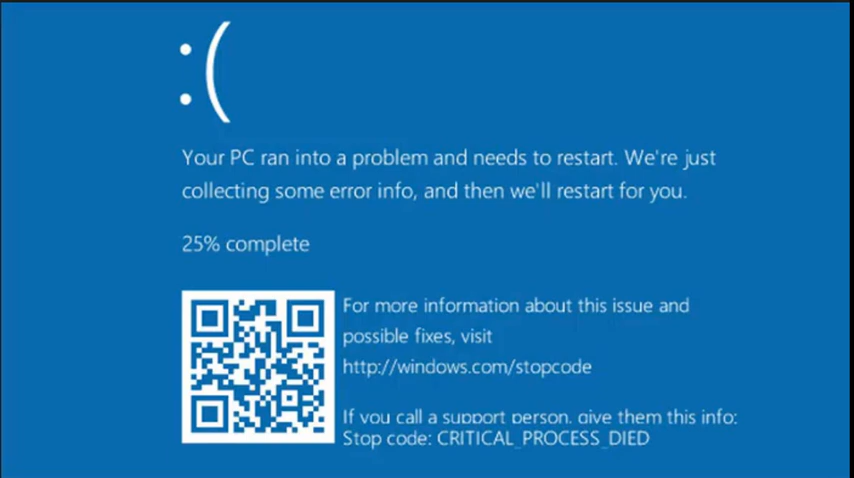 :(
Your PC ran into a problem and needs to restart. We're just
collecting some error info, and then we'll restart for you.
25% complete
For more information about this issue and
possible fixes, visit
http://windows.com/stopcode
If you call a support person, give them this info:
Stop code: CRITICAL_PROCESS_DIED